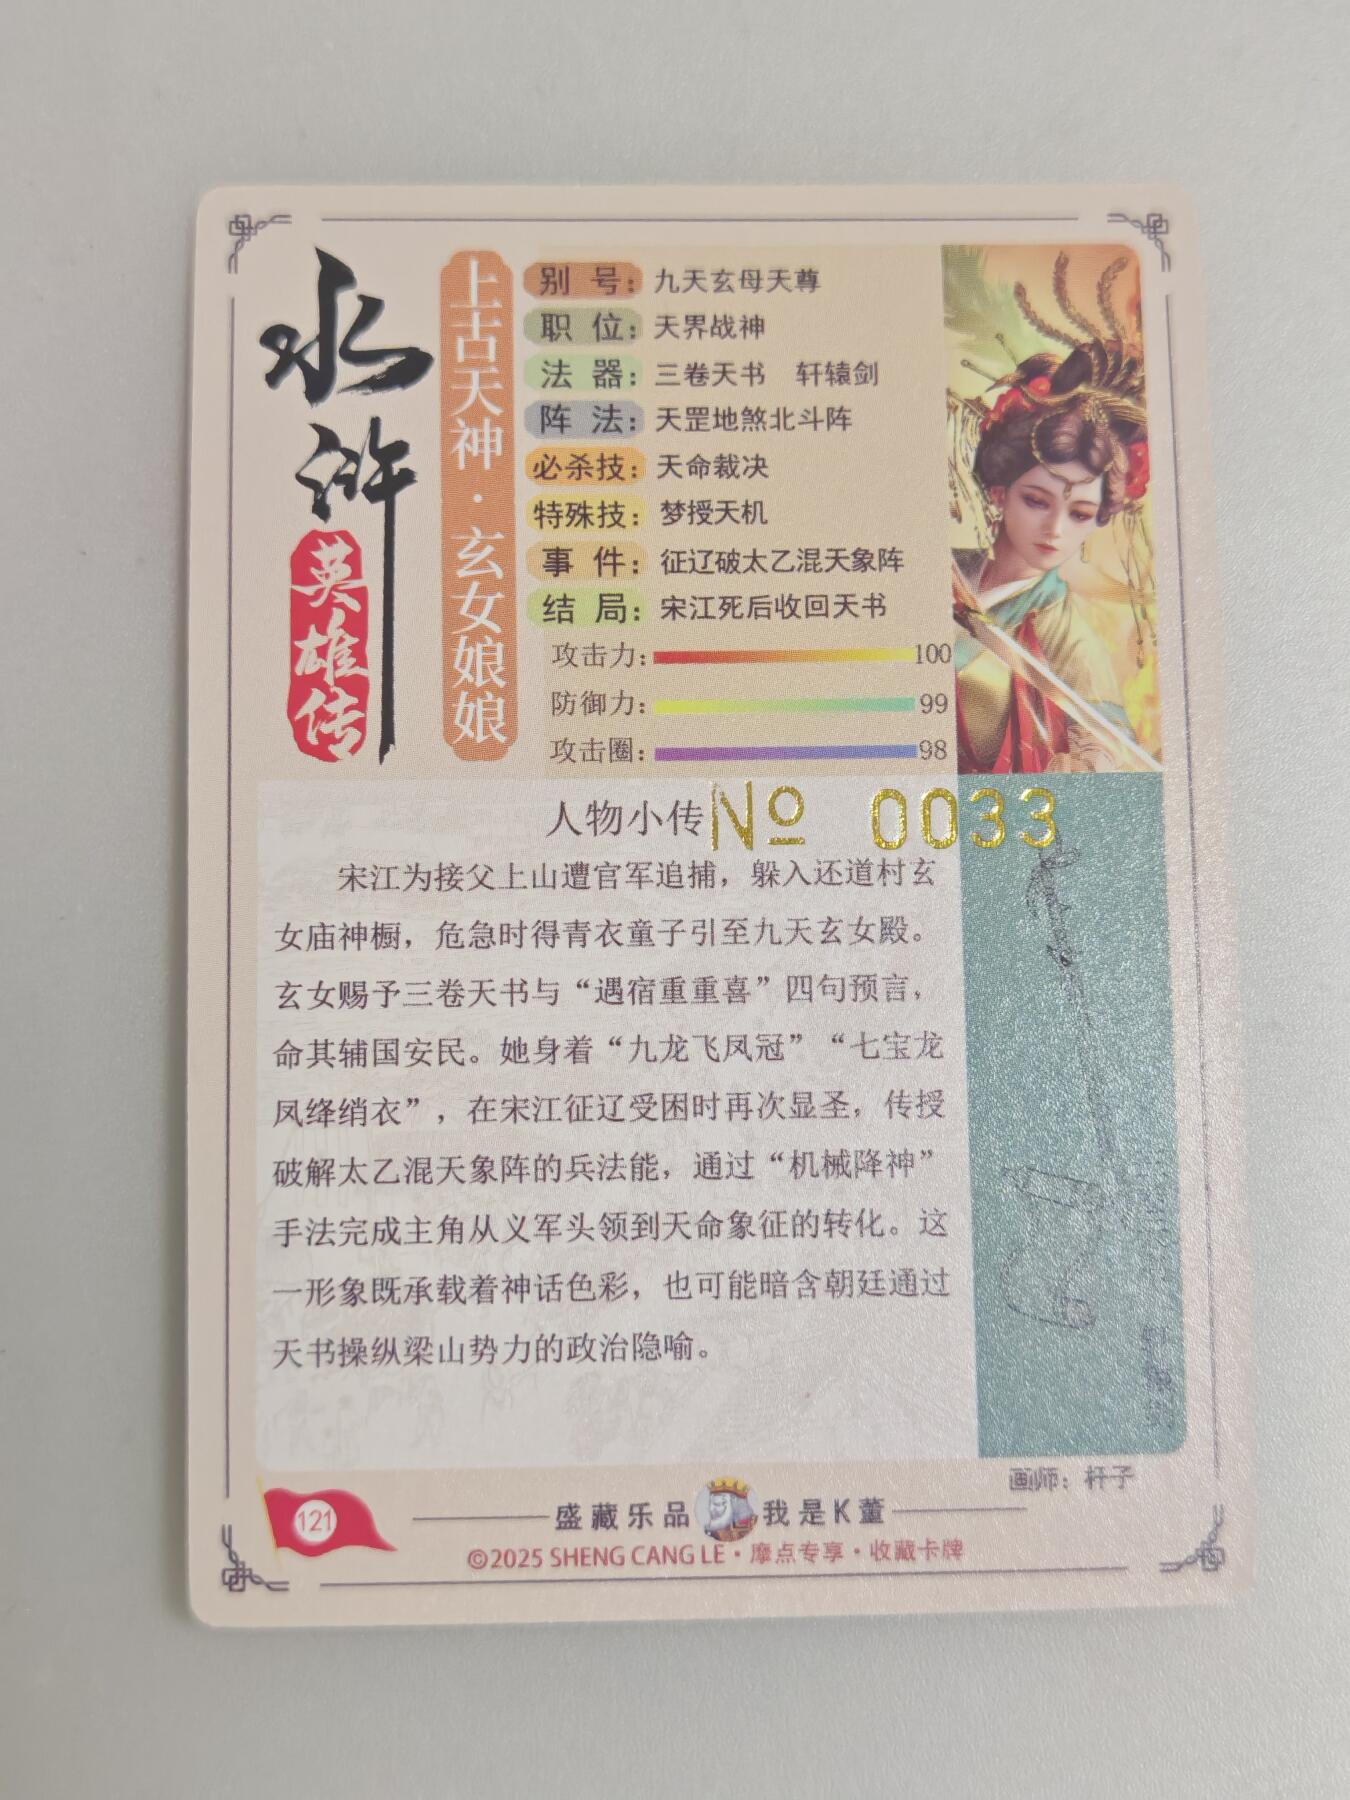 水浒
英雄传
上古天神·玄女娘娘
别号：九天玄母天尊
职位：天界战神
法器：三卷天书 轩辕剑
阵法：天罡地煞北斗阵
必杀技：天命裁决
特殊技：梦授天机
事件：征辽破太乙混天象阵
结局：宋江死后收回天书
攻击力：100
防御力：99
攻击圈：98
人物小传
№ 0033
宋江为接父上山遭官军追捕，躲入还道村玄
女庙神橱，危急时得青衣童子引至九天玄女殿。
玄女赐予三卷天书与“遇宿重重喜”四句预言，
命其辅国安民。她身着“九龙飞凤冠”“七宝龙
凤绛绡衣”，在宋江征辽受困时再次显圣，传授
破解太乙混天象阵的兵法能，通过“机械降神”
手法完成主角从义军头领到天命象征的转化。这
一形象既承载着神话色彩，也可能暗含朝廷通过
天书操纵梁山势力的政治隐喻。
画师：杆子
121
盛藏乐品 我是K董
©2025 SHENG CANG LE·摩点专享·收藏卡牌